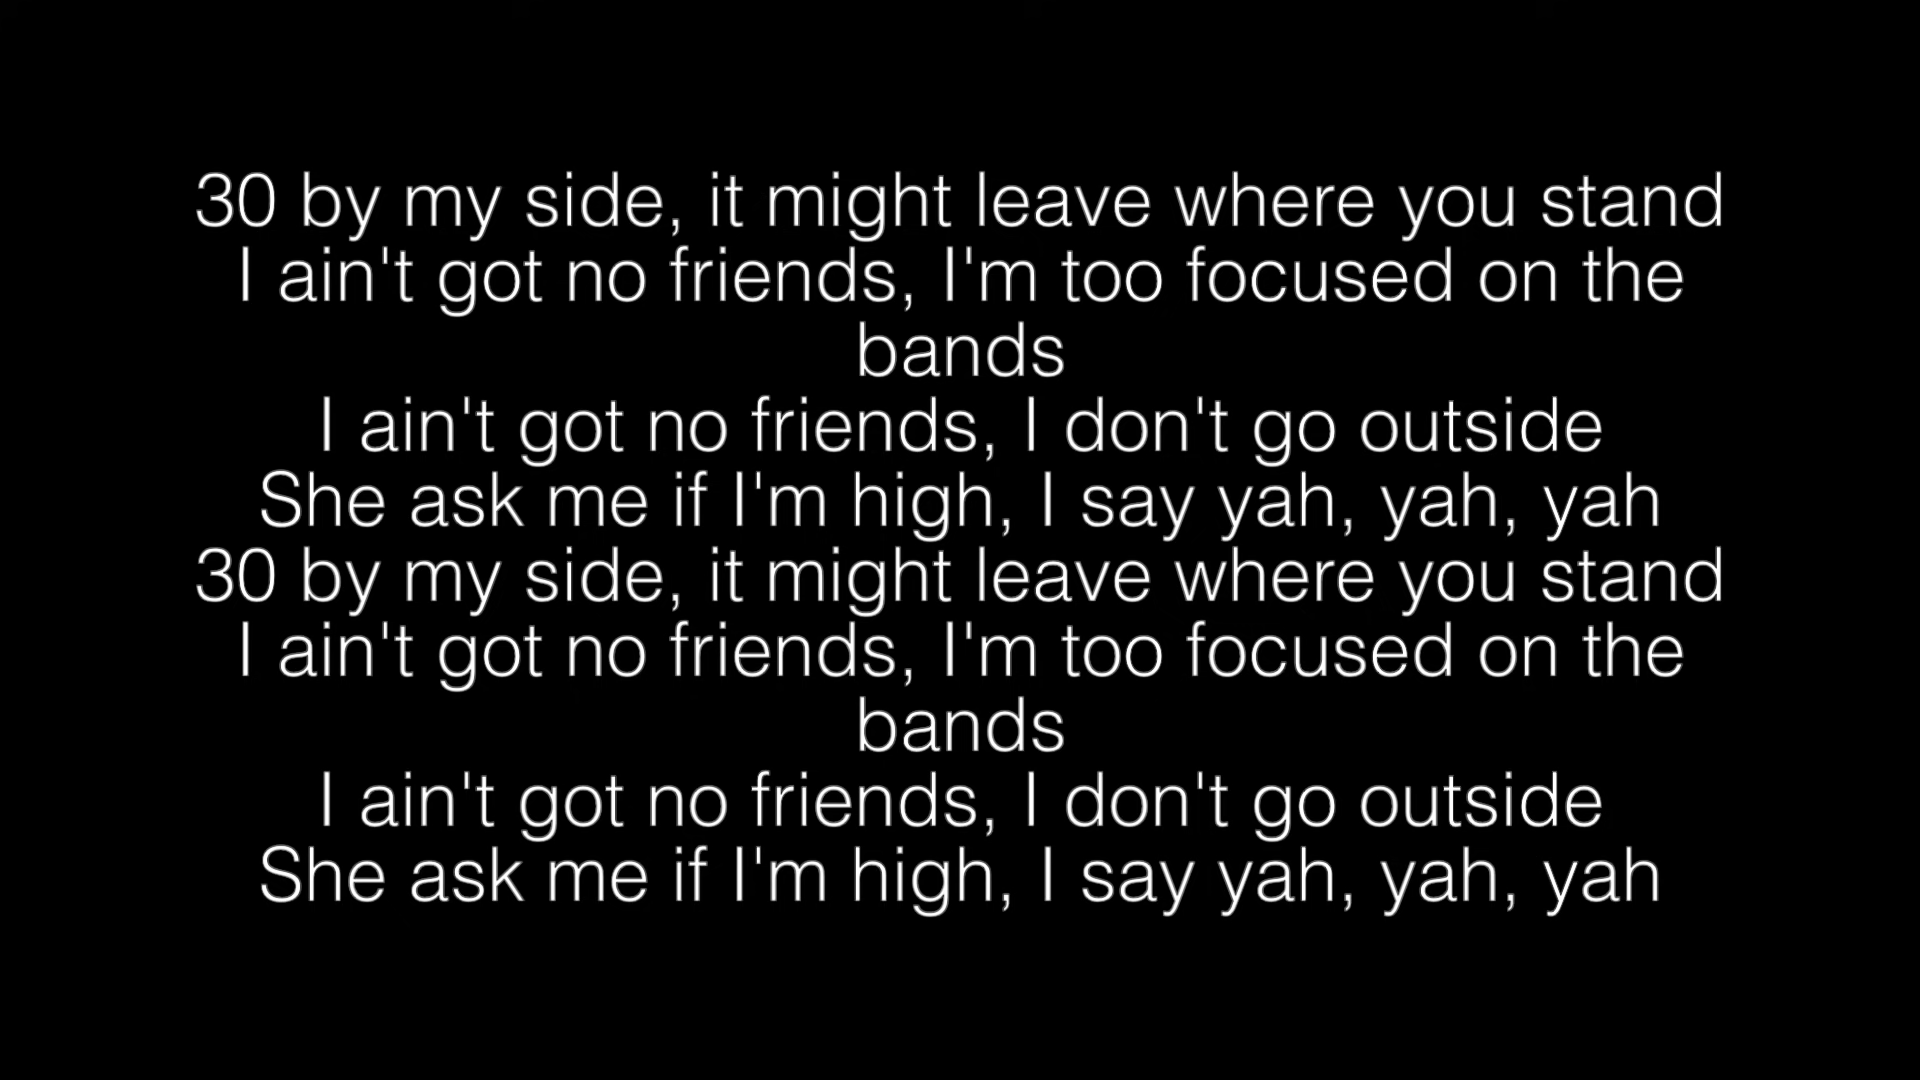 30 by my side, it might leave where you stand
I ain't got no friends, I'm too focused on the
bands
I ain't got no friends, I don't go outside
She ask me if I'm high, I say yah, yah, yah
30 by my side, it might leave where you stand
I ain't got no friends, I'm too focused on the
bands
I ain't got no friends, I don't go outside
She ask me if I'm high, I say yah, yah, yah